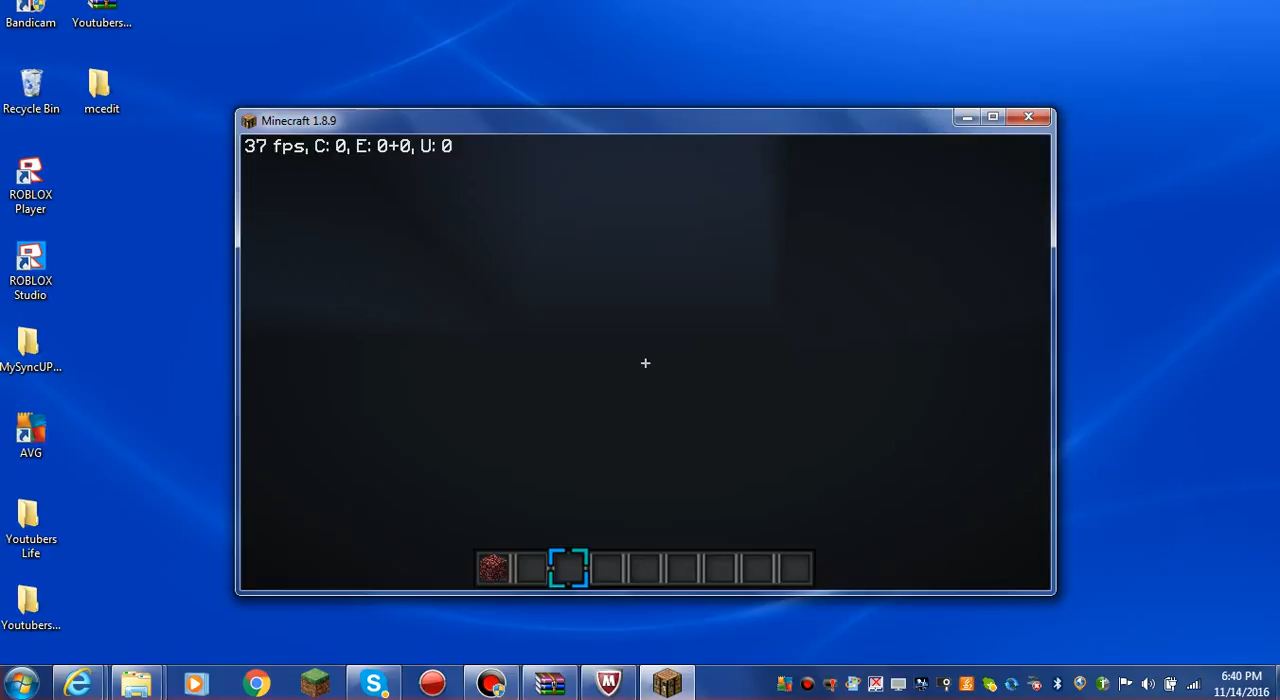 Bandicam
Youtubers...
Recycle Bin
mcedit
Minecraft 1.8.9
37 fps, C: 0, E: 0+0, U: 0
ROBLOX
Player
ROBLOX
Studio
MySyncUP...
AVG
Youtubers
Life
Youtubers...
6:40 PM
11/14/2016